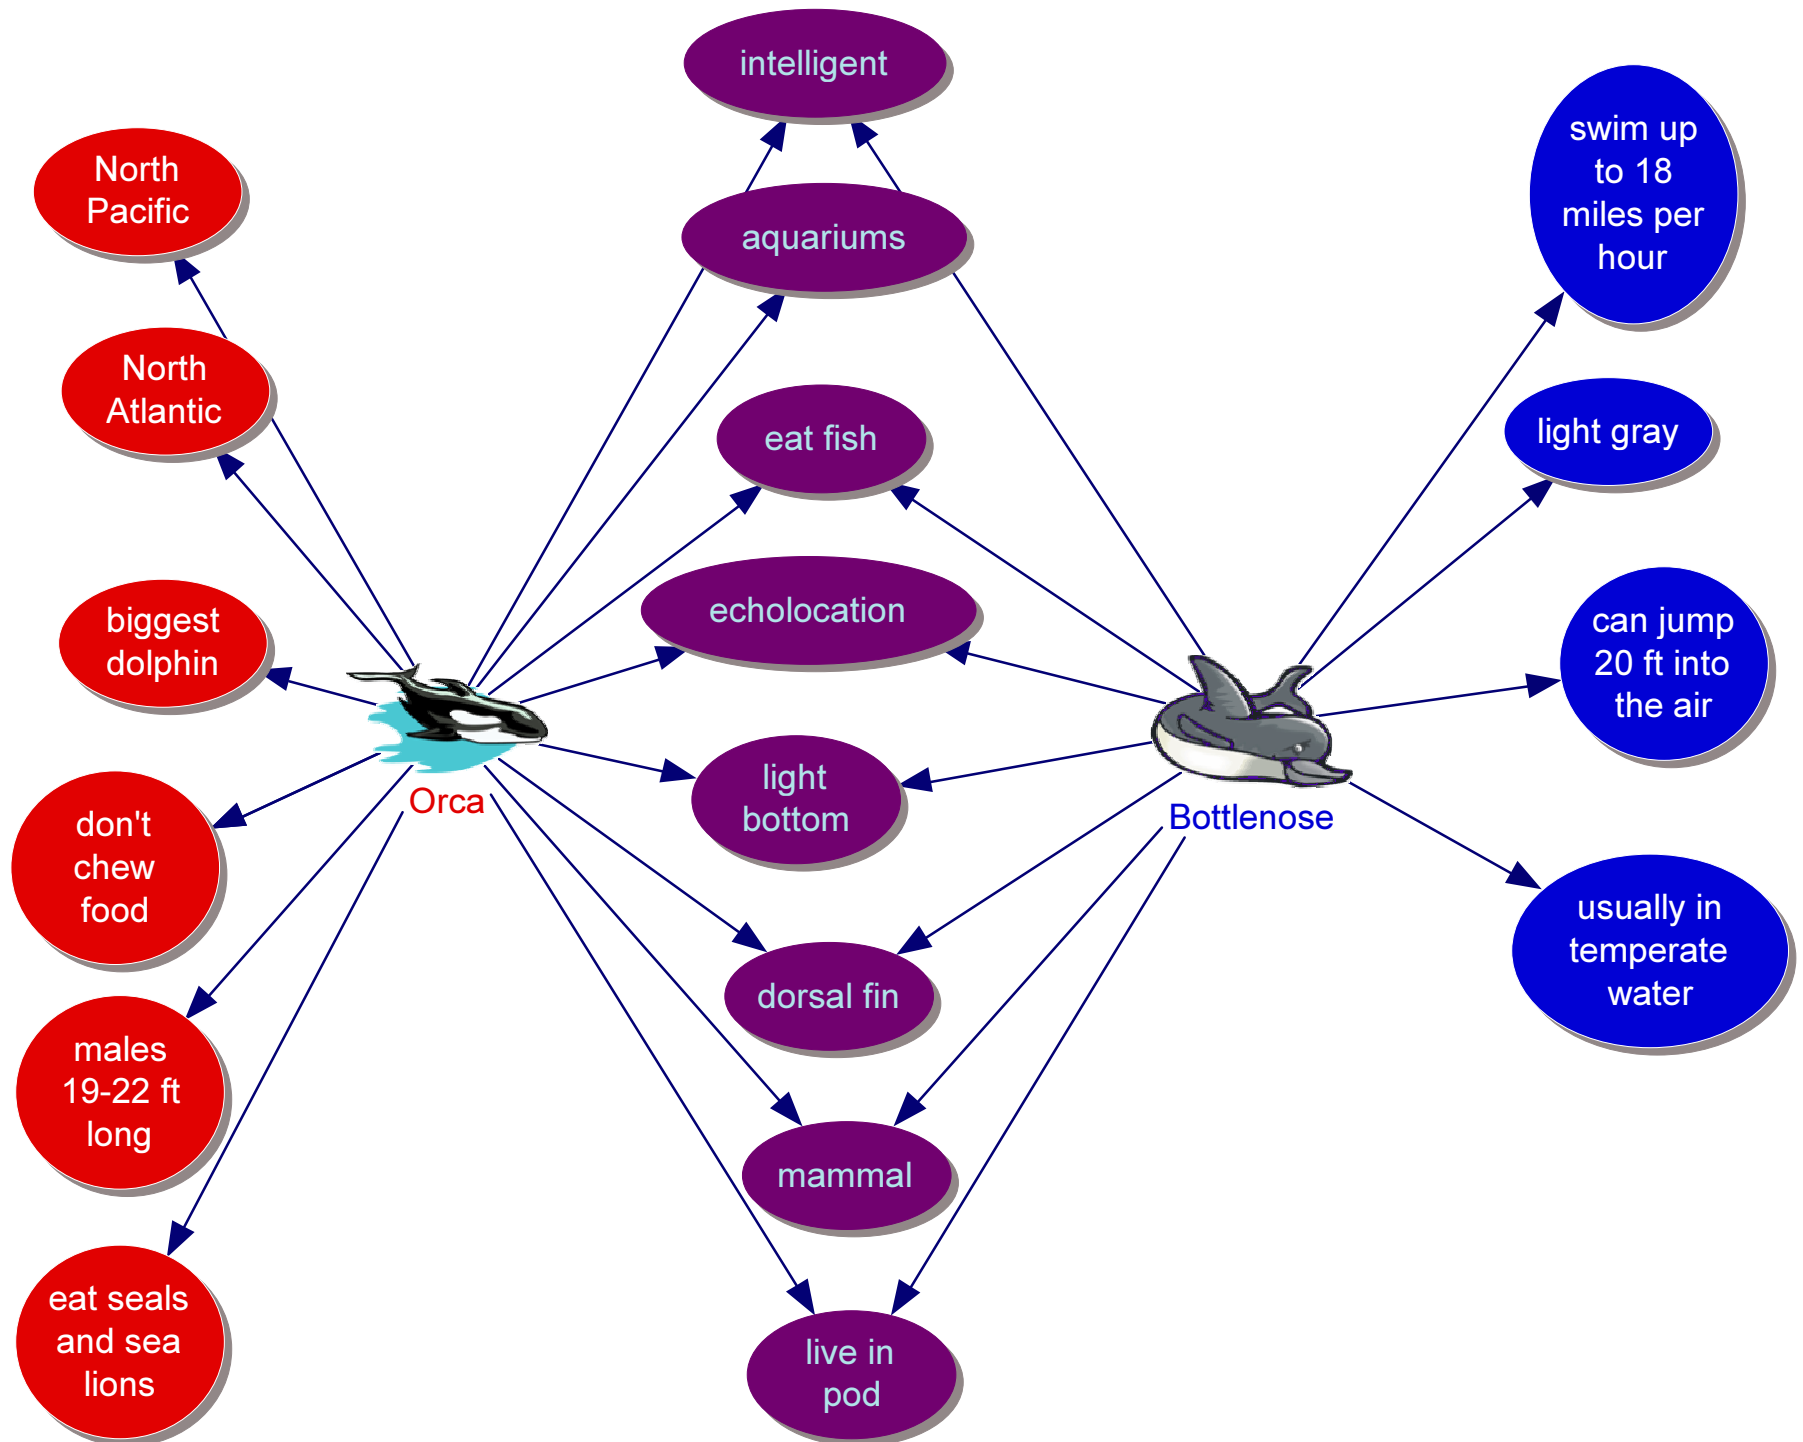 North
Pacific
North
Atlantic
biggest
dolphin
don't
chew
food
males
19-22 ft
long
eat seals
and sea
lions
Orca
intelligent
aquariums
eat fish
echolocation
light
bottom
dorsal fin
mammal
live in
pod
Bottlenose
swim up
to 18
miles per
hour
light gray
can jump
20 ft into
the air
usually in
temperate
water